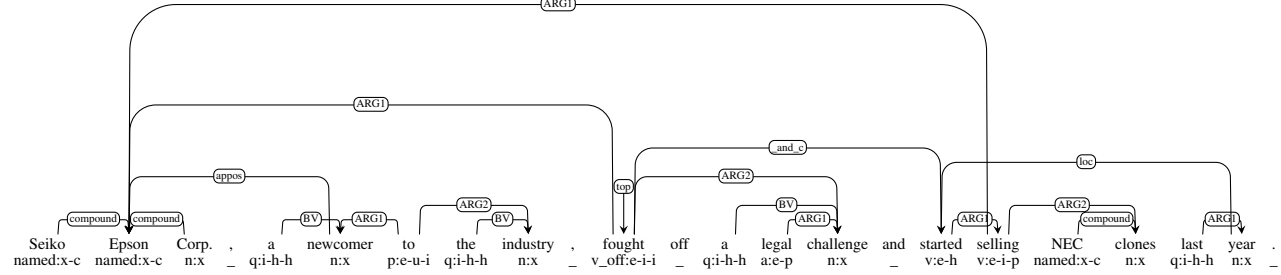 ARG1
ARG1
_and_c
loc
appos top ARG2
ARG2 BV ARG2
compound compound BV ARG1 BV ARG1 ARG1 compound ARG1
Seiko Epson Corp. , a newcomer to the industry , fought off a legal challenge and started selling NEC clones last year .
named:x-c named:x-c n:x _ q:i-h-h n:x p:e-u-i q:i-h-h n:x _ v_off:e-i-i _ q:i-h-h a:e-p n:x _ v:e-h v:e-i-p named:x-c n:x q:i-h-h n:x _